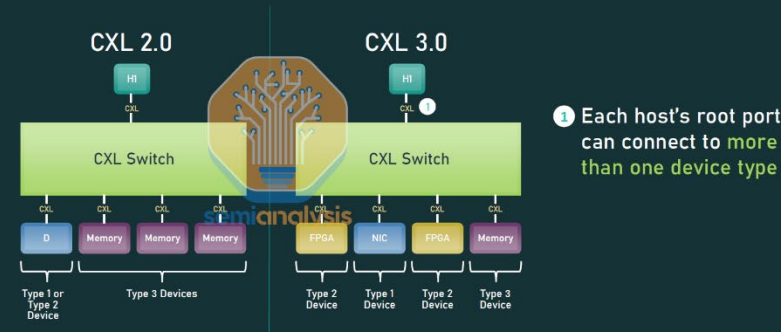 CXL 2.0
H1
CXL
CXL Switch
CXL CXL CXL CXL
D Memory Memory Memory
Type 1 or
Type 2
Device
Type 3 Devices
CXL 3.0
H1
CXL 1
CXL Switch
CXL CXL CXL CXL
FPGA NIC FPGA Memory
Type 2
Device
Type 1
Device
Type 2
Device
Type 3
Device
semianalysis
1 Each host's root port
can connect to more
than one device type